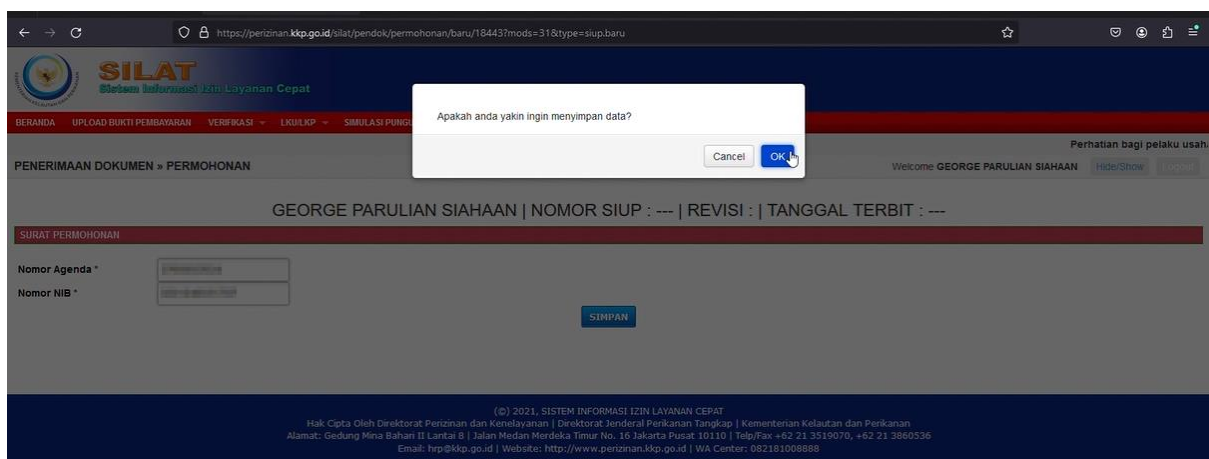 https://perizinan.kkp.go.id/silat/pendok/permohonan/baru/18443?mods=31&type=siup.baru
SILAT
Sistem Informasi Izin Layanan Cepat
Apakah anda yakin ingin menyimpan data?
Cancel OK
BERANDA UPLOAD BUKTI PEMBAYARAN VERIFIKASI LKU/LKP SIMULASI
Perhatian bagi pelaku
PENERIMAAN DOKUMEN » PERMOHONAN
Welcome GEORGE PARULIAN SIAHAAN Hide/Show Logout
GEORGE PARULIAN SIAHAAN | NOMOR SIUP : --- | REVISI : | TANGGAL TERBIT : ---
SURAT PERMOHONAN
Nomor Agenda *
Nomor NIB *
SIMPAN
(©) 2021, SISTEM INFORMASI IZIN LAYANAN CEPAT
Hak Cipta Oleh Direktorat Perizinan dan Kenelayanan | Direktorat Jenderal Perikanan Tangkap | Kementerian Kelautan dan Perikanan
Alamat: Gedung Mina Bahari II Lantai 8 | Jalan Medan Merdeka Timur No. 16 Jakarta Pusat 10110 | Telp/Fax +62 21 3519070, +62 21 3860536
Email: hrp@kkp.go.id | Website: http://www.perizinan.kkp.go.id | WA Center: 082181008888